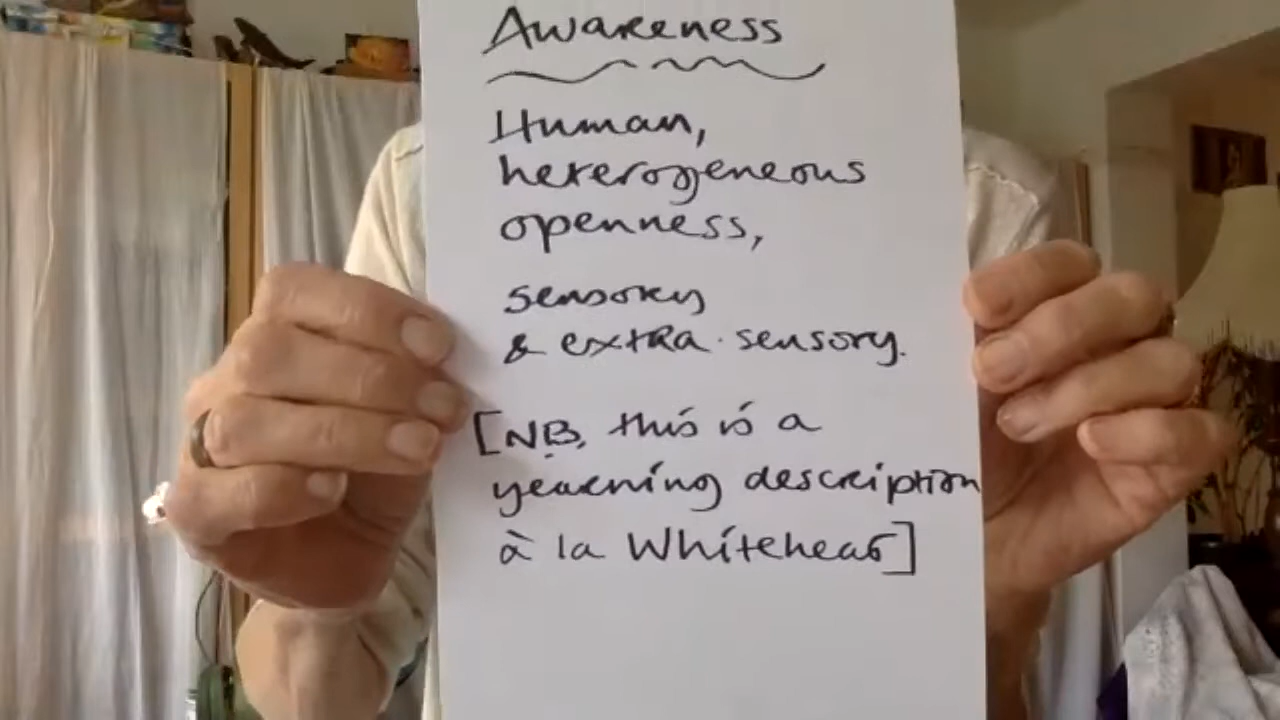 Awareness
Human,
heterogeneous
openness,
sensory
& extra-sensory.
[NB. this is a
yearning description
à la Whitehead]